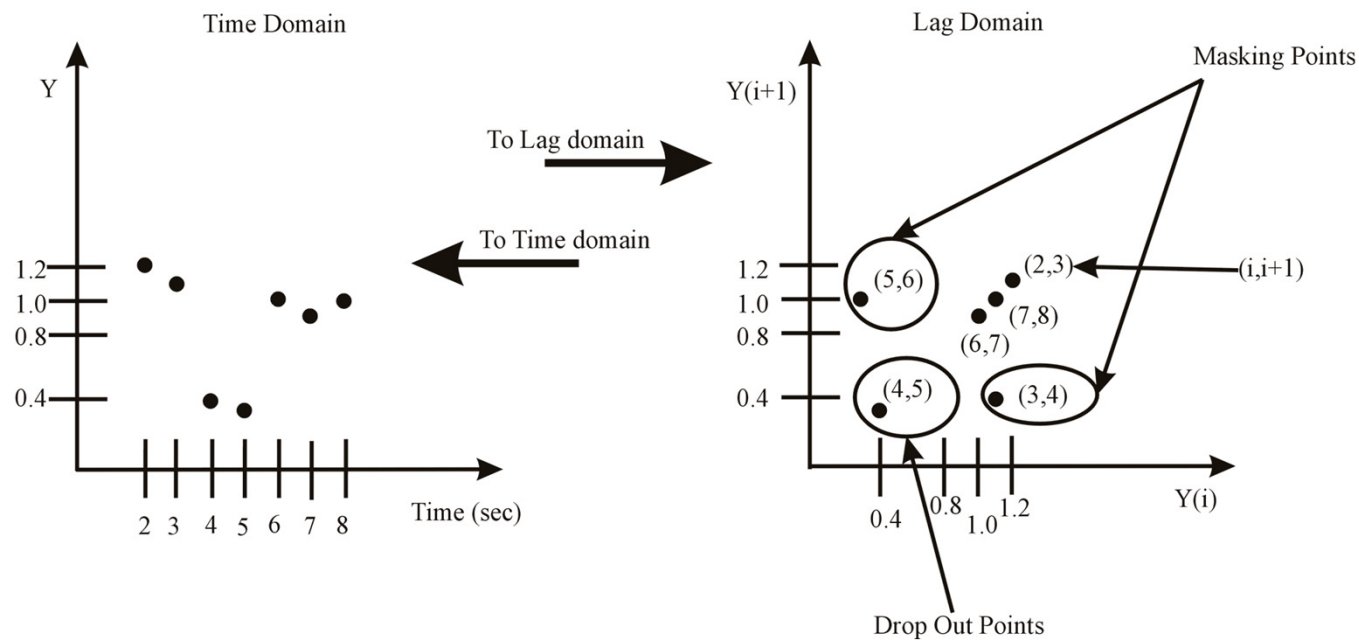 Time Domain
Y
1.2
1.0
0.8
0.4
2 3 4 5 6 7 8
Time (sec)
To Lag domain
To Time domain
Lag Domain
Masking Points
Y(i+1)
1.2
1.0
0.8
0.4
(5,6)
(2,3)
(i,i+1)
(7,8)
(6,7)
(4,5)
(3,4)
0.4 0.8 1.0 1.2
Y(i)
Drop Out Points